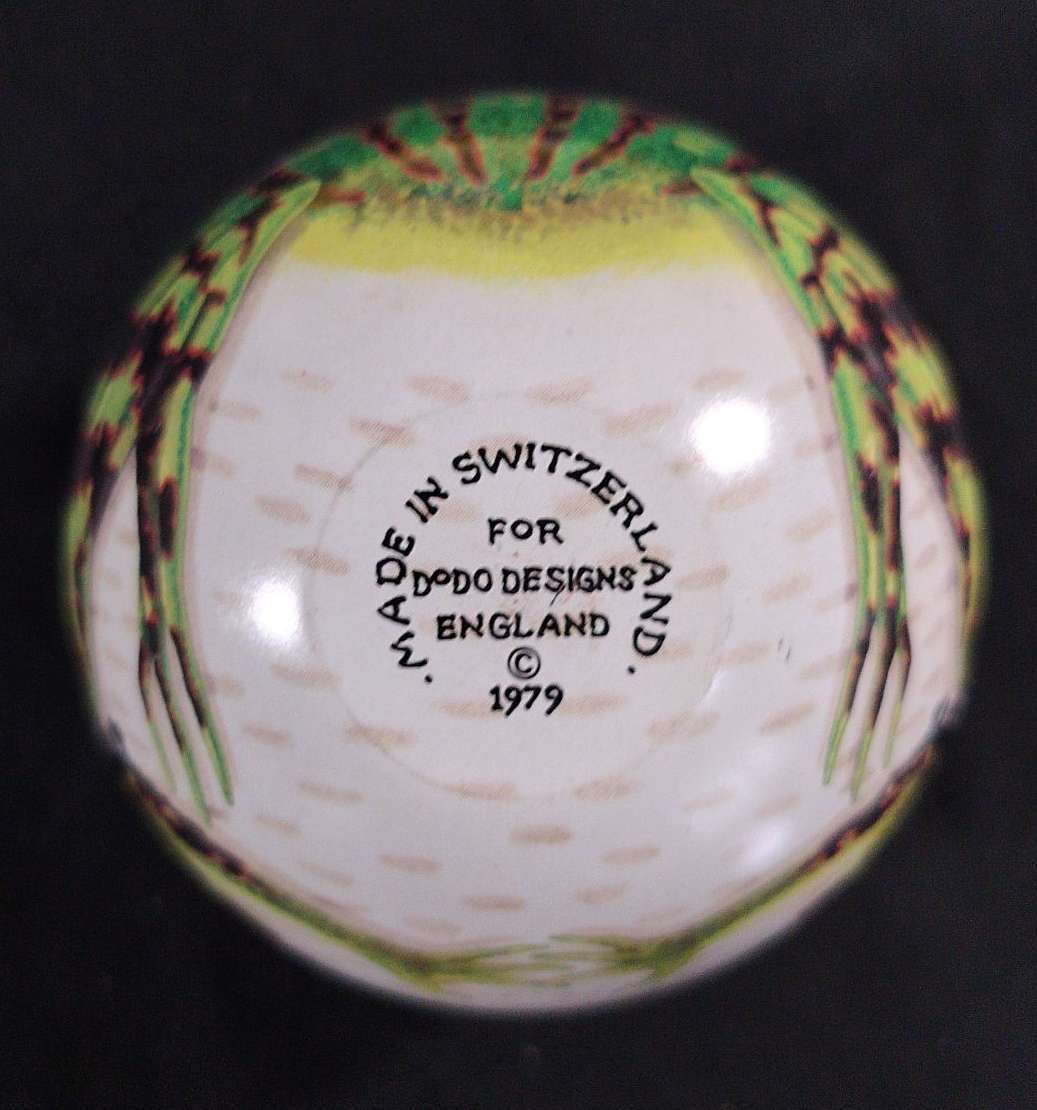 .MADE IN SWITZERLAND.
FOR
DODO DESIGNS
ENGLAND
©
1979